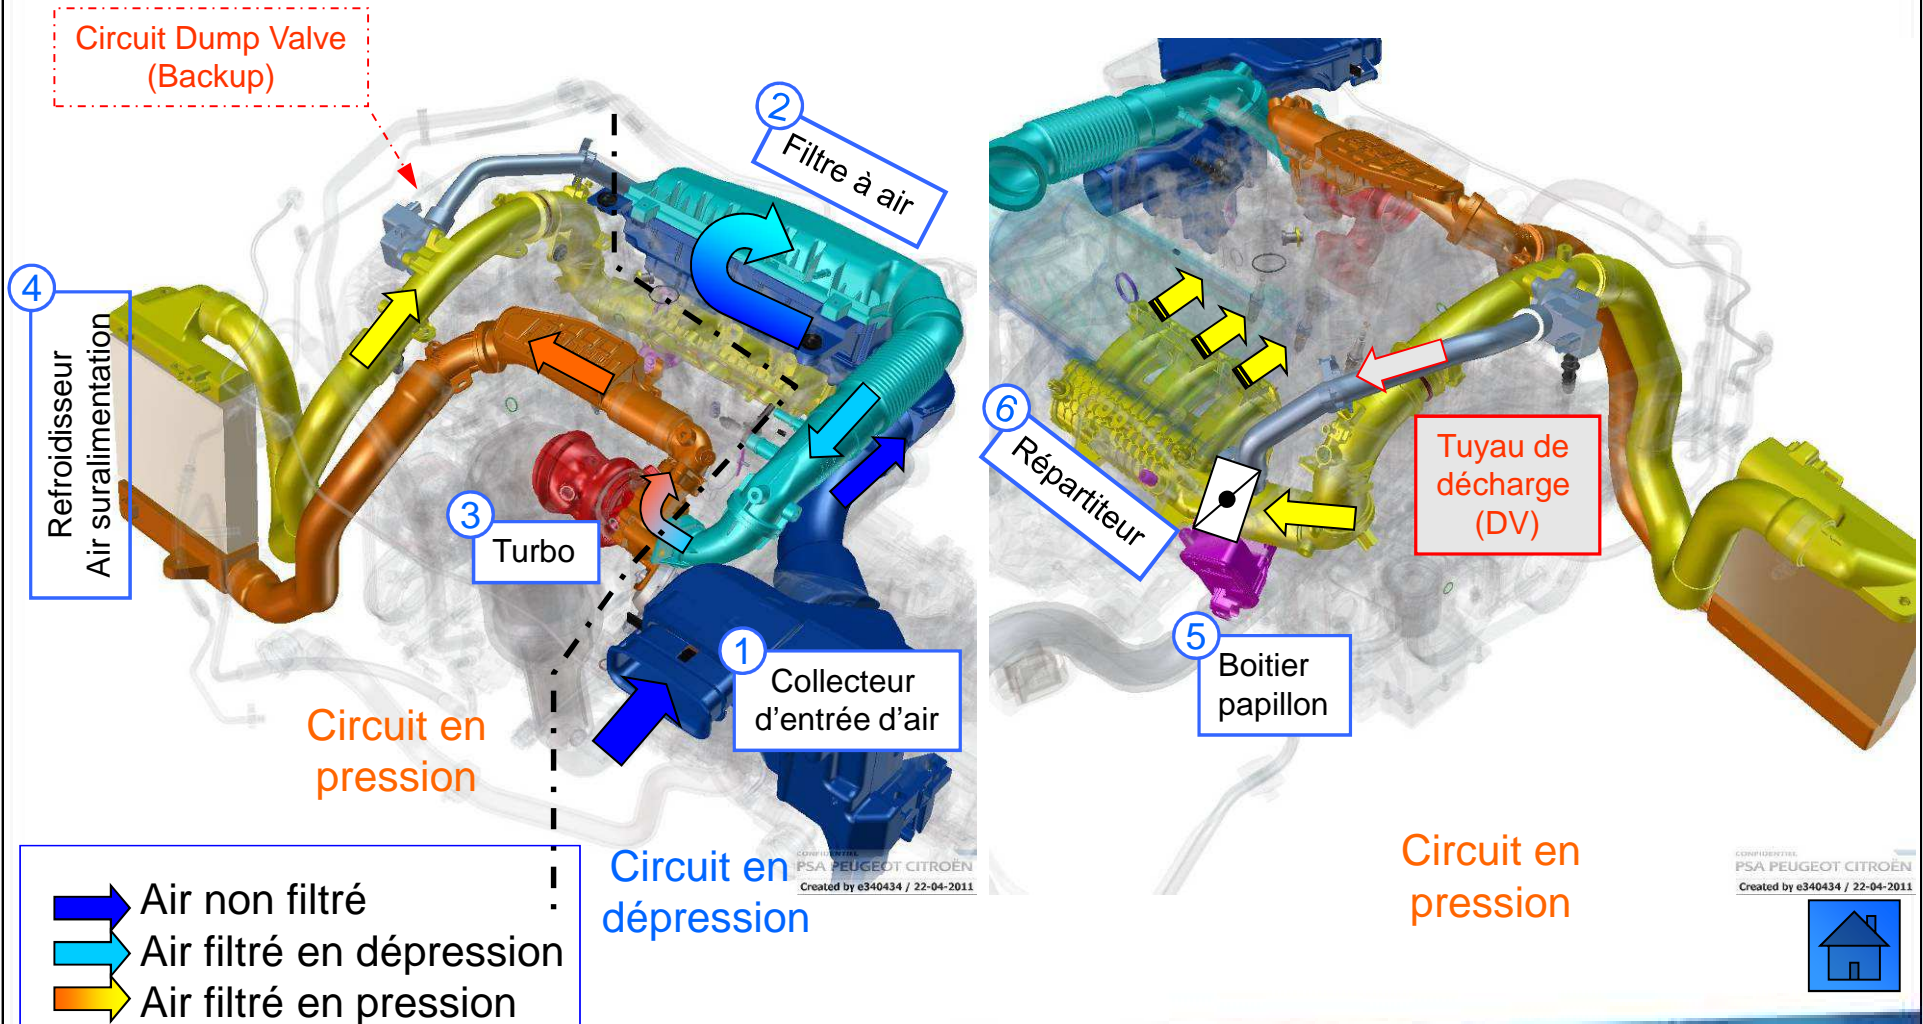 Circuit Dump Valve
(Backup)
2
Filtre à air
4
Refroidisseur
Air suralimentation
3
Turbo
1
Collecteur
d’entrée d’air
Circuit en
pression
Circuit en
dépression
CONFIDENTIEL
PSA PEUGEOT CITROËN
Created by e340434 / 22-04-2011
Air non filtré
Air filtré en dépression
Air filtré en pression
6
Répartiteur
Tuyau de
décharge
(DV)
5
Boitier
papillon
Circuit en
pression
CONFIDENTIEL
PSA PEUGEOT CITROËN
Created by e340434 / 22-04-2011